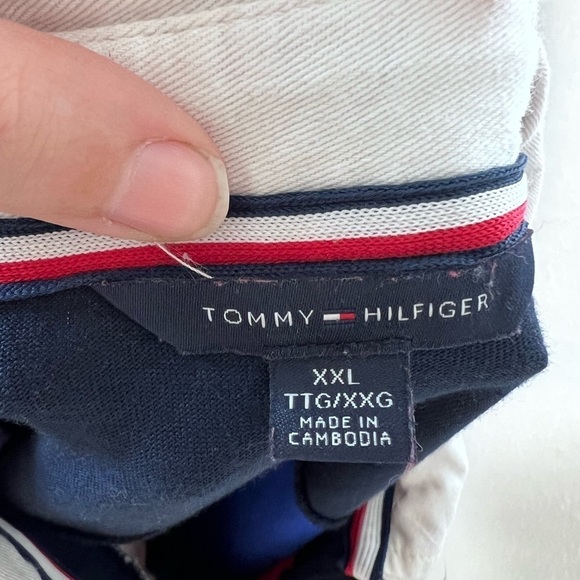 TOMMY HILFIGER
XXL
TTG/XXG
MADE IN
CAMBODIA